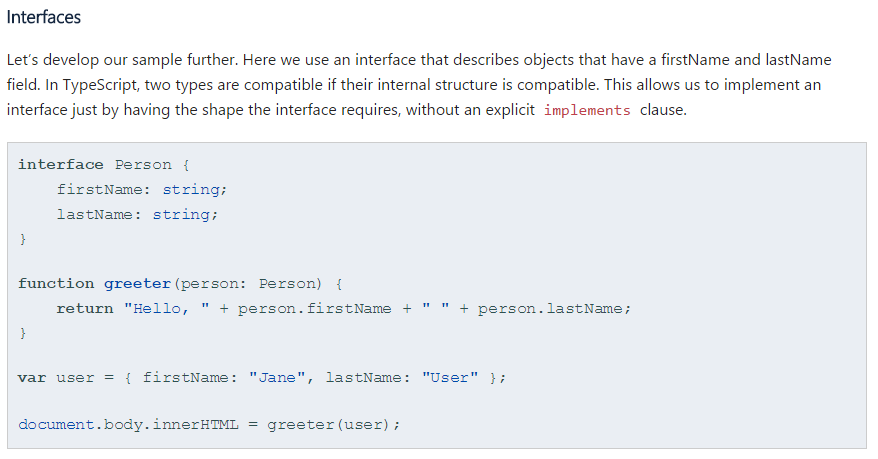 Interfaces
Let's develop our sample further. Here we use an interface that describes objects that have a firstName and lastName
field. In TypeScript, two types are compatible if their internal structure is compatible. This allows us to implement an
interface just by having the shape the interface requires, without an explicit implements clause.
interface Person {
    firstName: string;
    lastName: string;
}
function greeter(person: Person) {
    return "Hello, " + person.firstName + " " + person.lastName;
}
var user = { firstName: "Jane", lastName: "User" };
document.body.innerHTML = greeter(user);